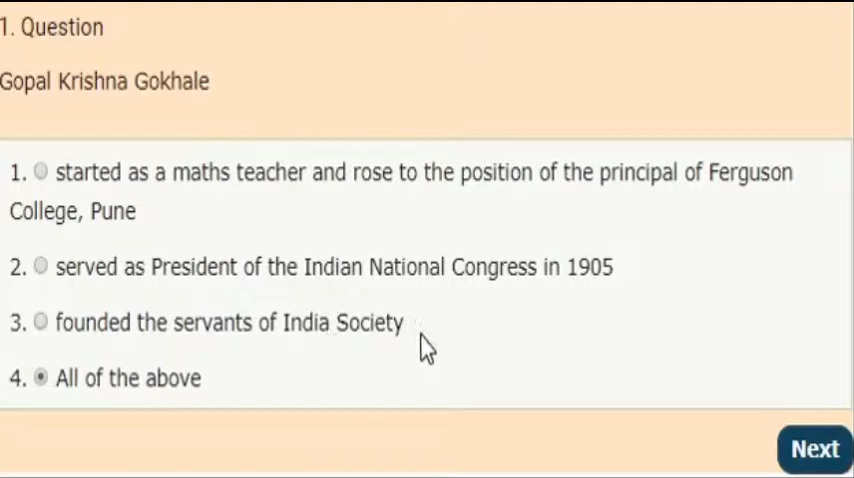 1. Question
Gopal Krishna Gokhale
1. started as a maths teacher and rose to the position of the principal of Ferguson
College, Pune
2. served as President of the Indian National Congress in 1905
3. founded the servants of India Society
4. All of the above
Next